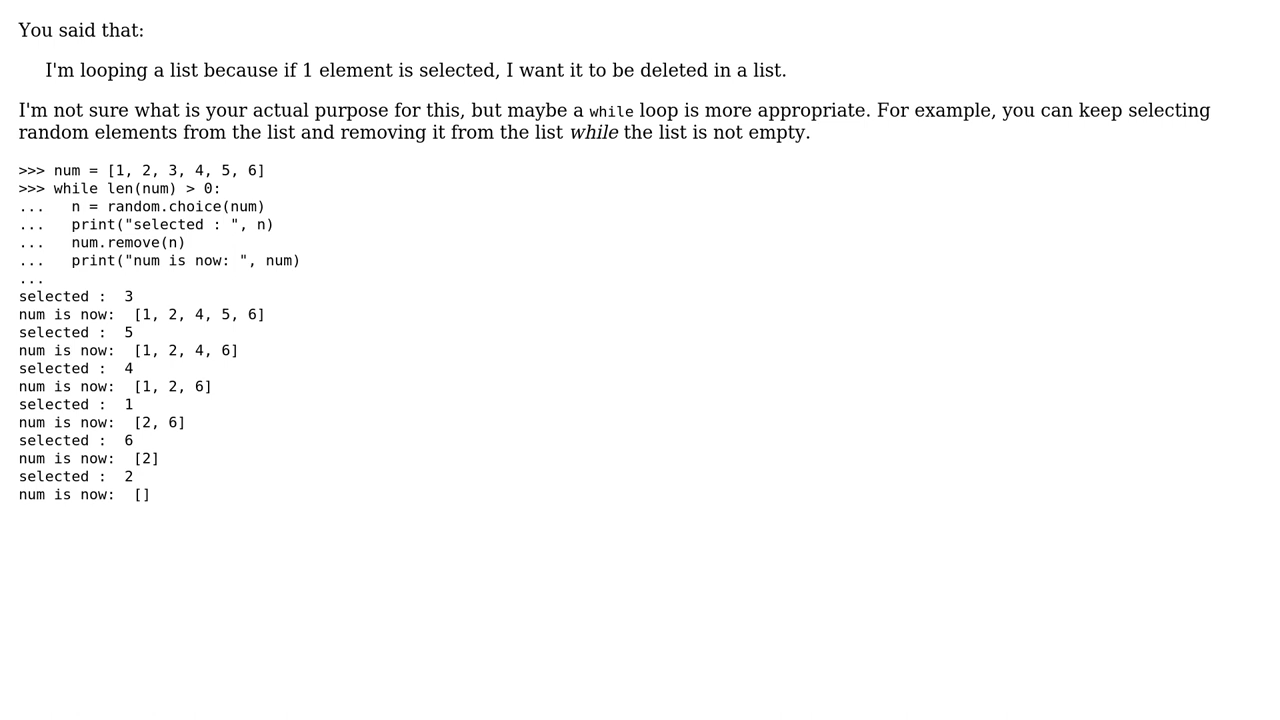 You said that:
I'm looping a list because if 1 element is selected, I want it to be deleted in a list.
I'm not sure what is your actual purpose for this, but maybe a while loop is more appropriate. For example, you can keep selecting
random elements from the list and removing it from the list while the list is not empty.
>>> num = [1, 2, 3, 4, 5, 6]
>>> while len(num) > 0:
...   n = random.choice(num)
...   print("selected : ", n)
...   num.remove(n)
...   print("num is now: ", num)
...
selected :  3
num is now:  [1, 2, 4, 5, 6]
selected :  5
num is now:  [1, 2, 4, 6]
selected :  4
num is now:  [1, 2, 6]
selected :  1
num is now:  [2, 6]
selected :  6
num is now:  [2]
selected :  2
num is now:  []